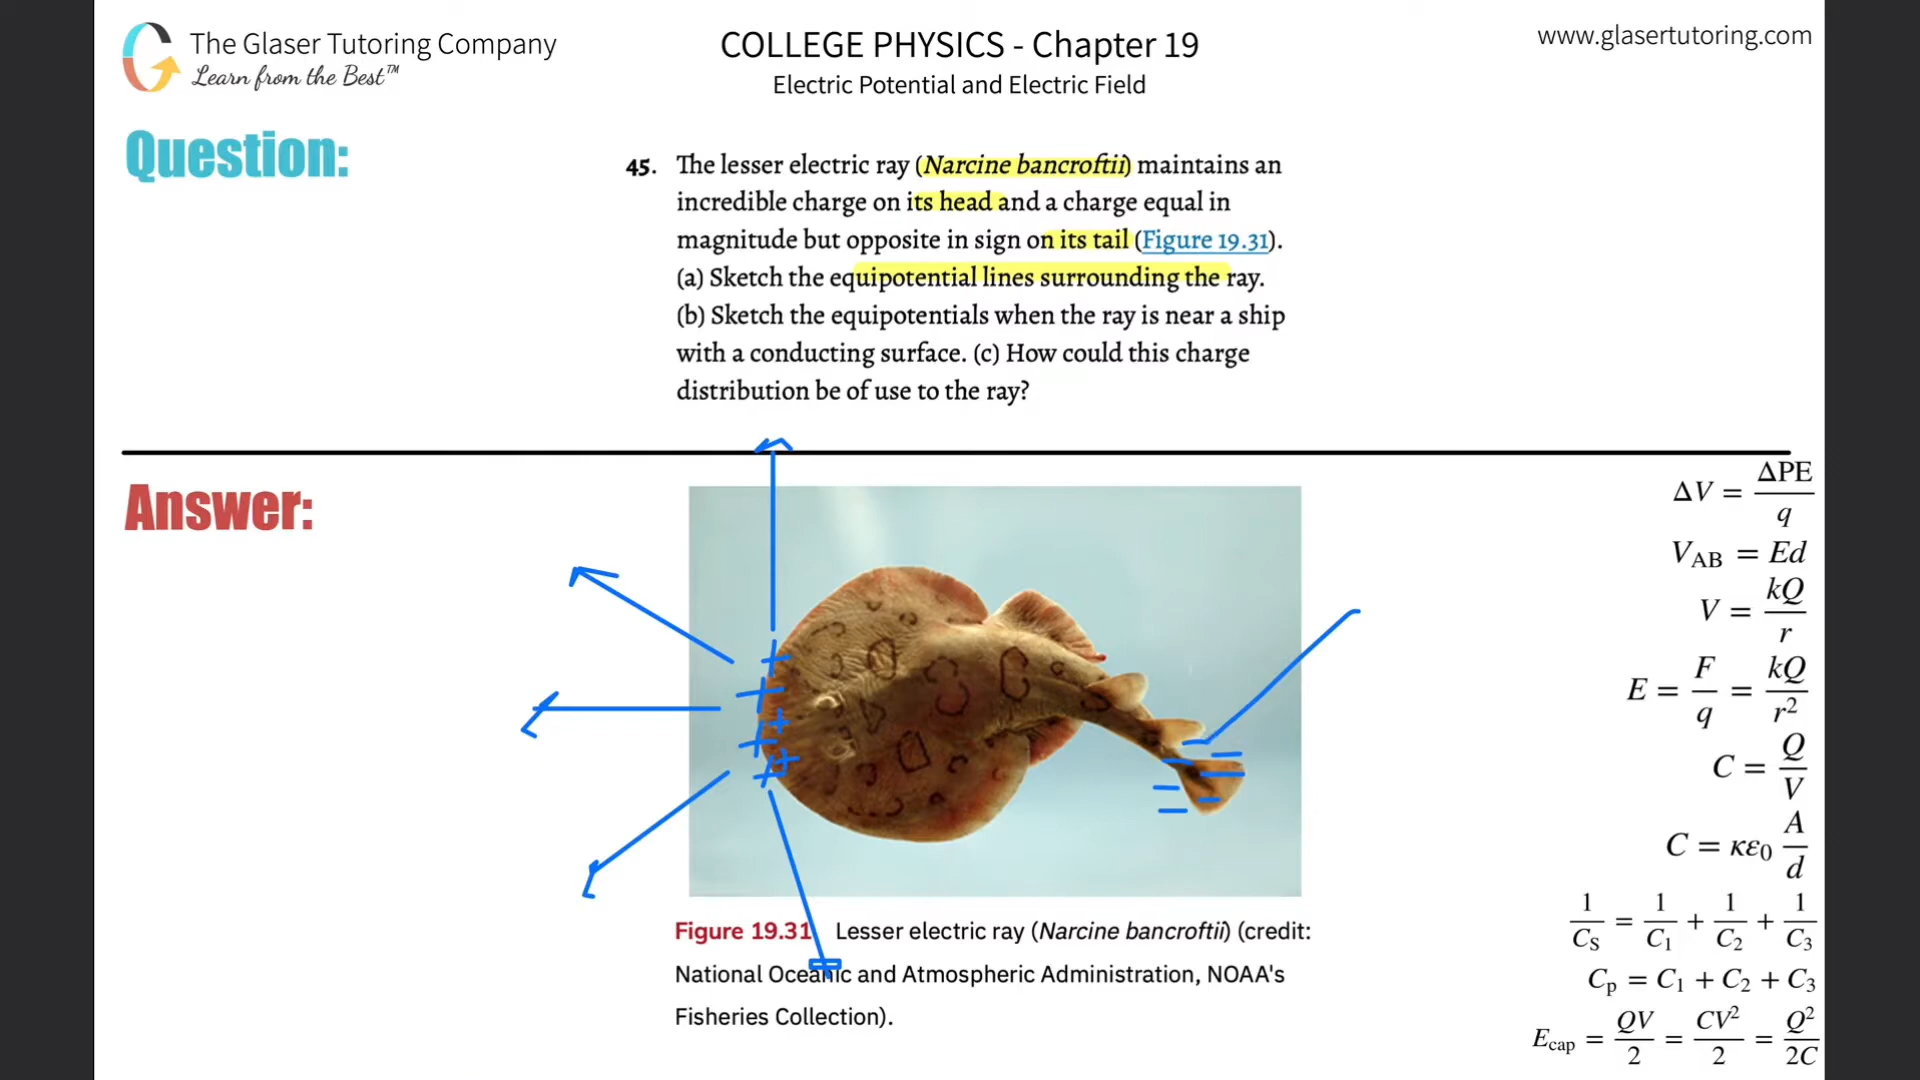 The Glaser Tutoring Company
Learn from the Best™
COLLEGE PHYSICS - Chapter 19
Electric Potential and Electric Field
www.glasertutoring.com
Question:
45. The lesser electric ray (Narcine bancroftii) maintains an
incredible charge on its head and a charge equal in
magnitude but opposite in sign on its tail (Figure 19.31).
(a) Sketch the equipotential lines surrounding the ray.
(b) Sketch the equipotentials when the ray is near a ship
with a conducting surface. (c) How could this charge
distribution be of use to the ray?
Answer:
ΔV = ΔPE / q
V_AB = Ed
V = kQ / r
E = F / q = kQ / r²
C = Q / V
C = κε₀ A / d
1 / C_S = 1 / C₁ + 1 / C₂ + 1 / C₃
C_p = C₁ + C₂ + C₃
E_cap = QV / 2 = CV² / 2 = Q² / 2C
Figure 19.31 Lesser electric ray (Narcine bancroftii) (credit:
National Oceanic and Atmospheric Administration, NOAA's
Fisheries Collection).